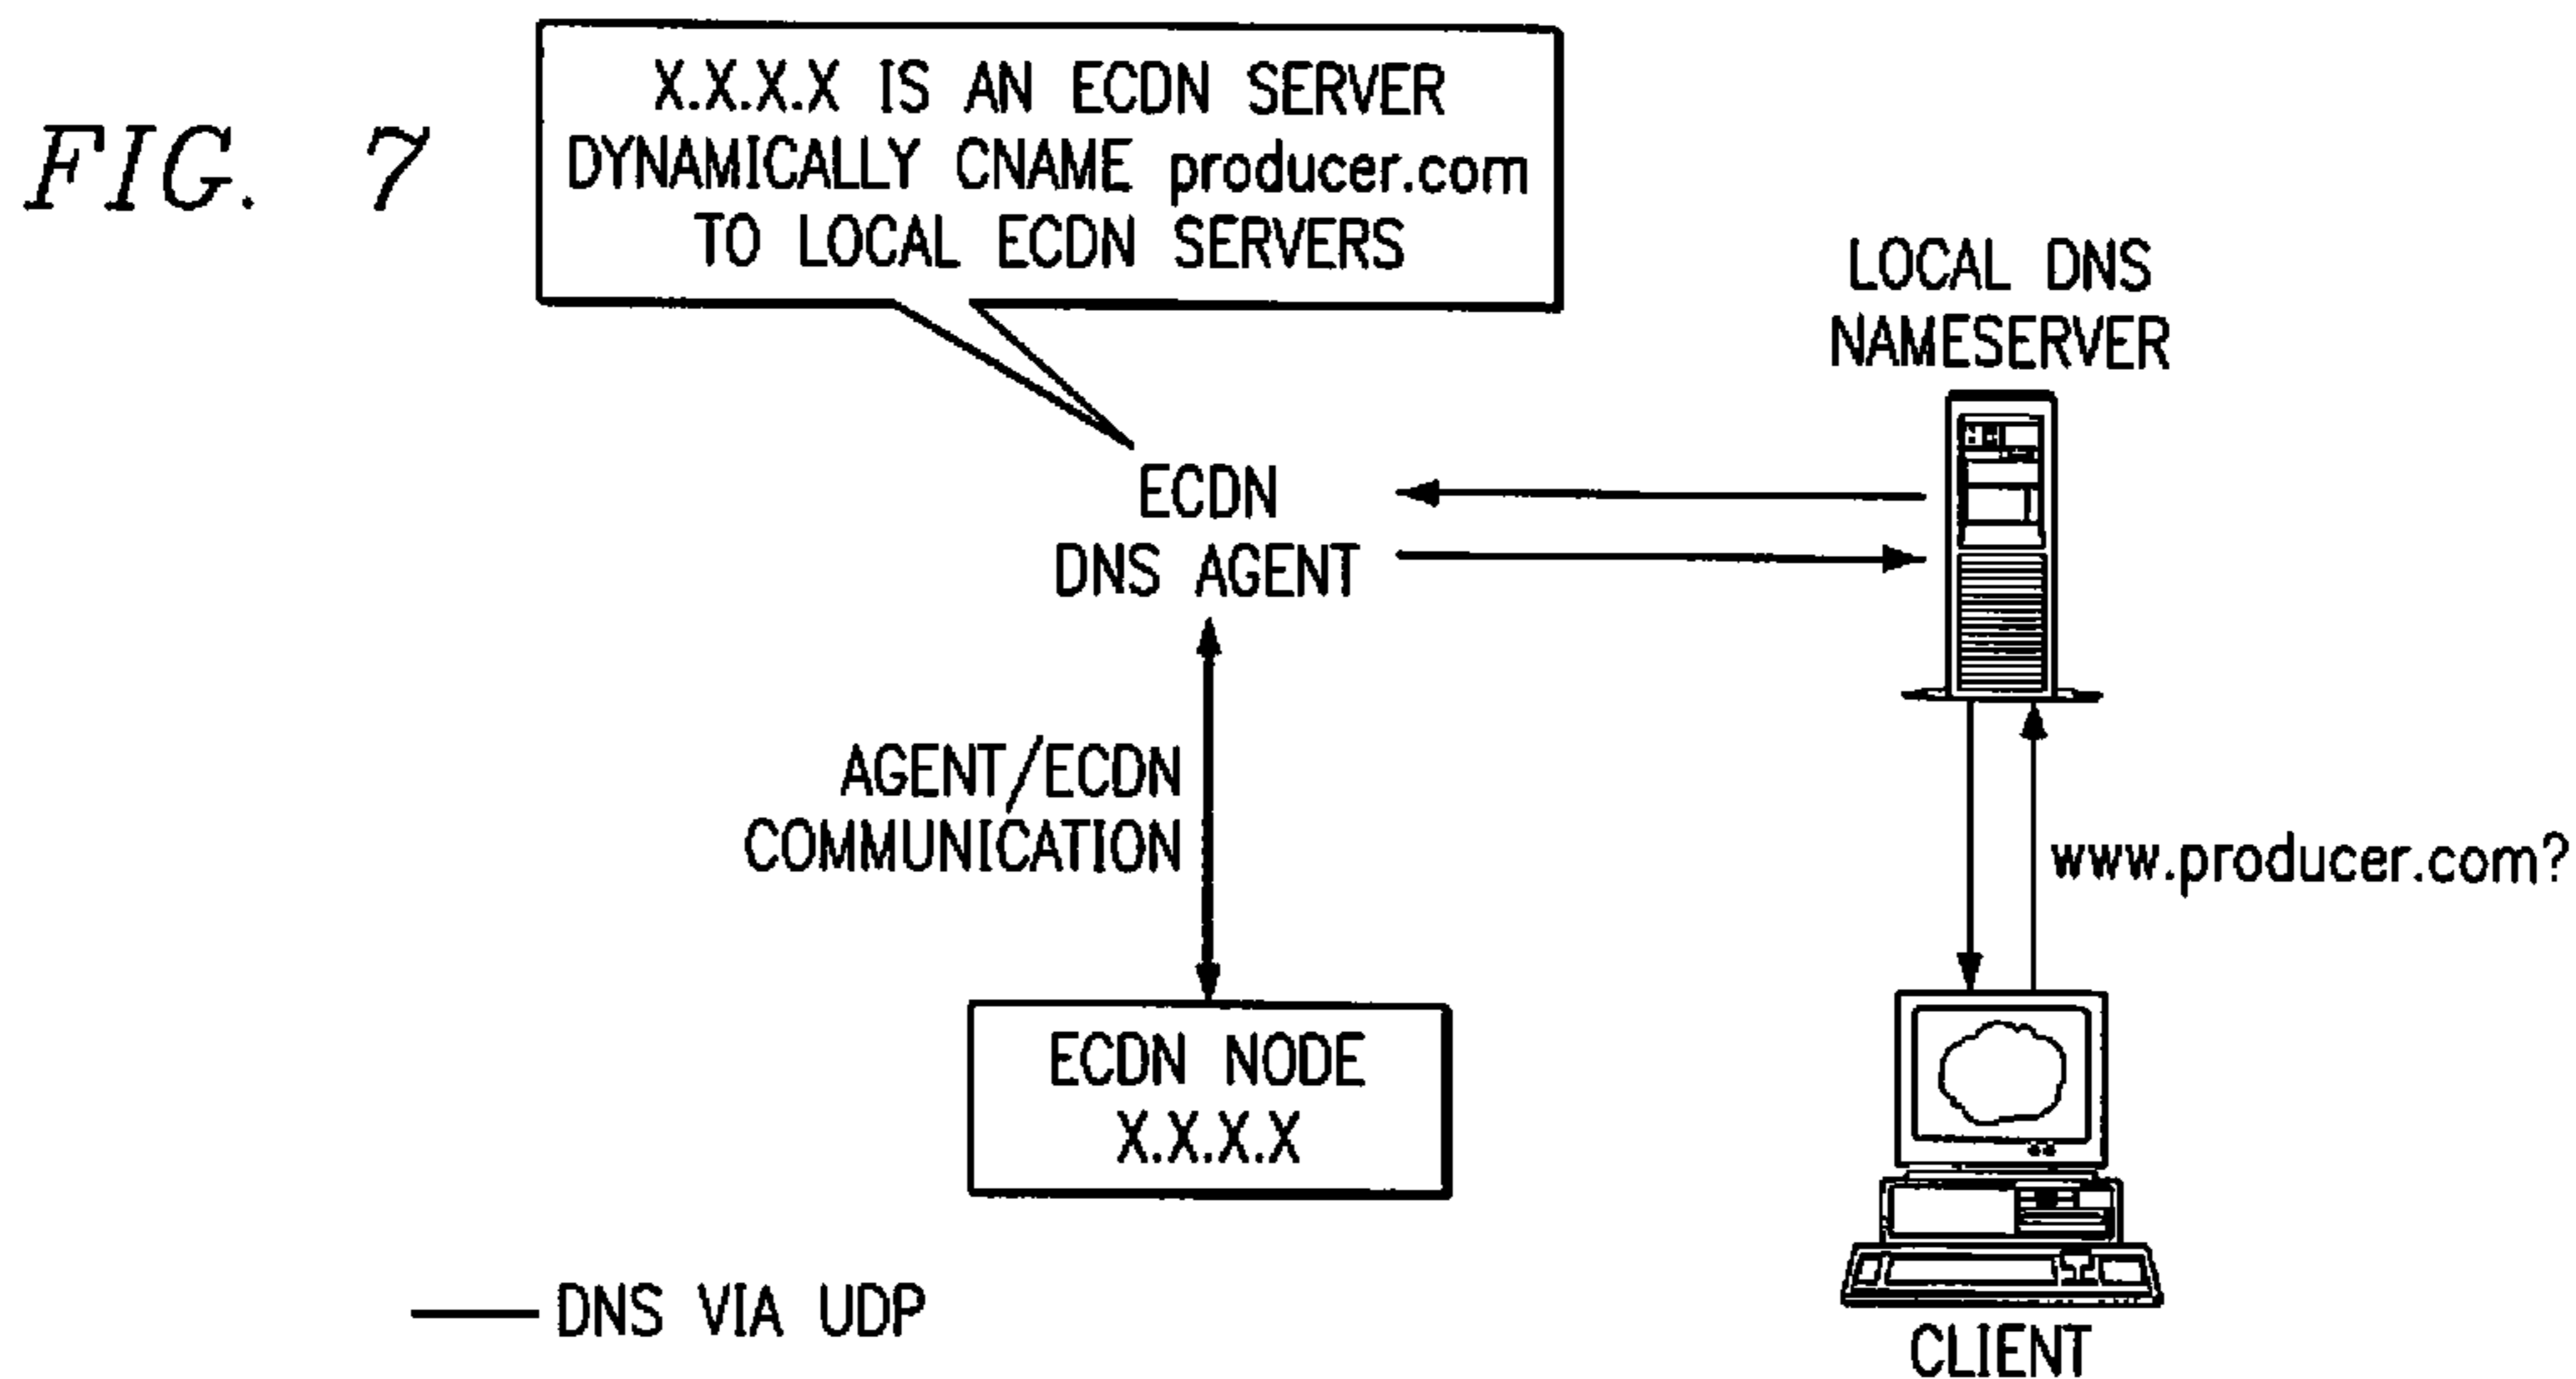 FIG. 7
X.X.X.X IS AN ECDN SERVER
DYNAMICALLY CNAME producer.com
TO LOCAL ECDN SERVERS
LOCAL DNS
NAMESERVER
ECDN
DNS AGENT
AGENT/ECDN
COMMUNICATION
www.producer.com?
ECDN NODE
X.X.X.X
DNS VIA UDP
CLIENT